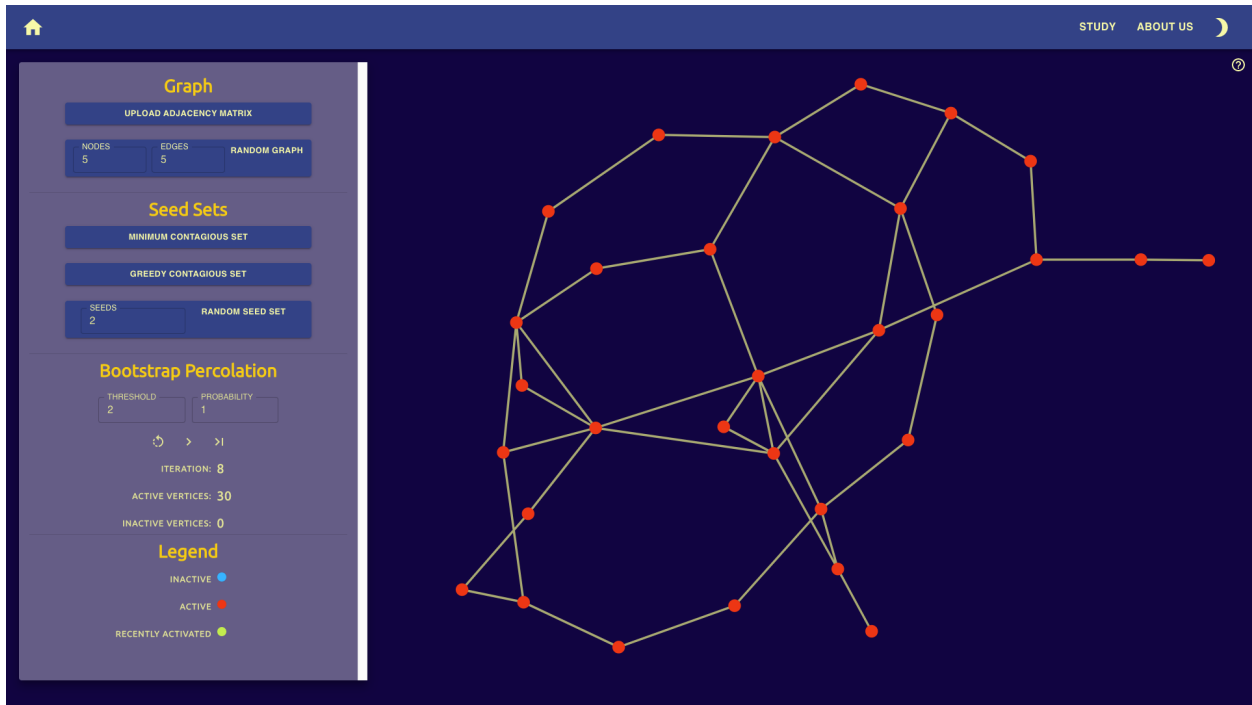 STUDY ABOUT US
Graph
UPLOAD ADJACENCY MATRIX
NODES EDGES
5 5 RANDOM GRAPH
Seed Sets
MINIMUM CONTAGIOUS SET
GREEDY CONTAGIOUS SET
SEEDS
2 RANDOM SEED SET
Bootstrap Percolation
THRESHOLD PROBABILITY
2 1
ITERATION: 8
ACTIVE VERTICES: 30
INACTIVE VERTICES: 0
Legend
INACTIVE
ACTIVE
RECENTLY ACTIVATED